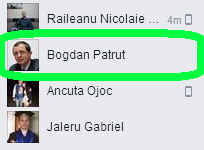 Raileanu Nicolaie ... 4m
Bogdan Patrut
Ancuta Ojoc
Jaleru Gabriel